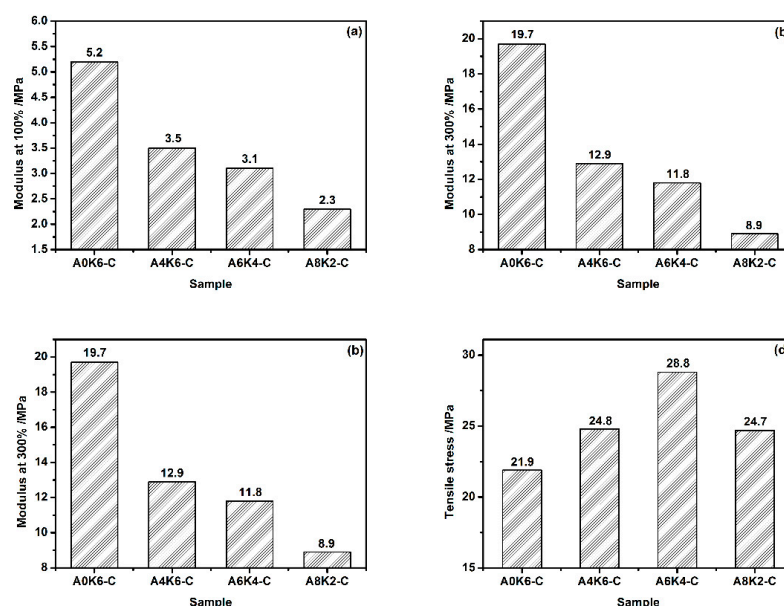 (a)
Modulus at 100% /MPa
6.0
5.5
5.0
4.5
4.0
3.5
3.0
2.5
2.0
1.5
5.2
3.5
3.1
2.3
A0K6-C A4K6-C A6K4-C A8K2-C
Sample
(b
Modulus at 300% /MPa
20
18
16
14
12
10
8
19.7
12.9
11.8
8.9
A0K6-C A4K6-C A6K4-C A8K2-C
Sample
(b)
Modulus at 300% /MPa
20
18
16
14
12
10
8
19.7
12.9
11.8
8.9
A0K6-C A4K6-C A6K4-C A8K2-C
Sample
(d
Tensile stress /MPa
30
25
20
15
21.9
24.8
28.8
24.7
A0K6-C A4K6-C A6K4-C A8K2-C
Sample